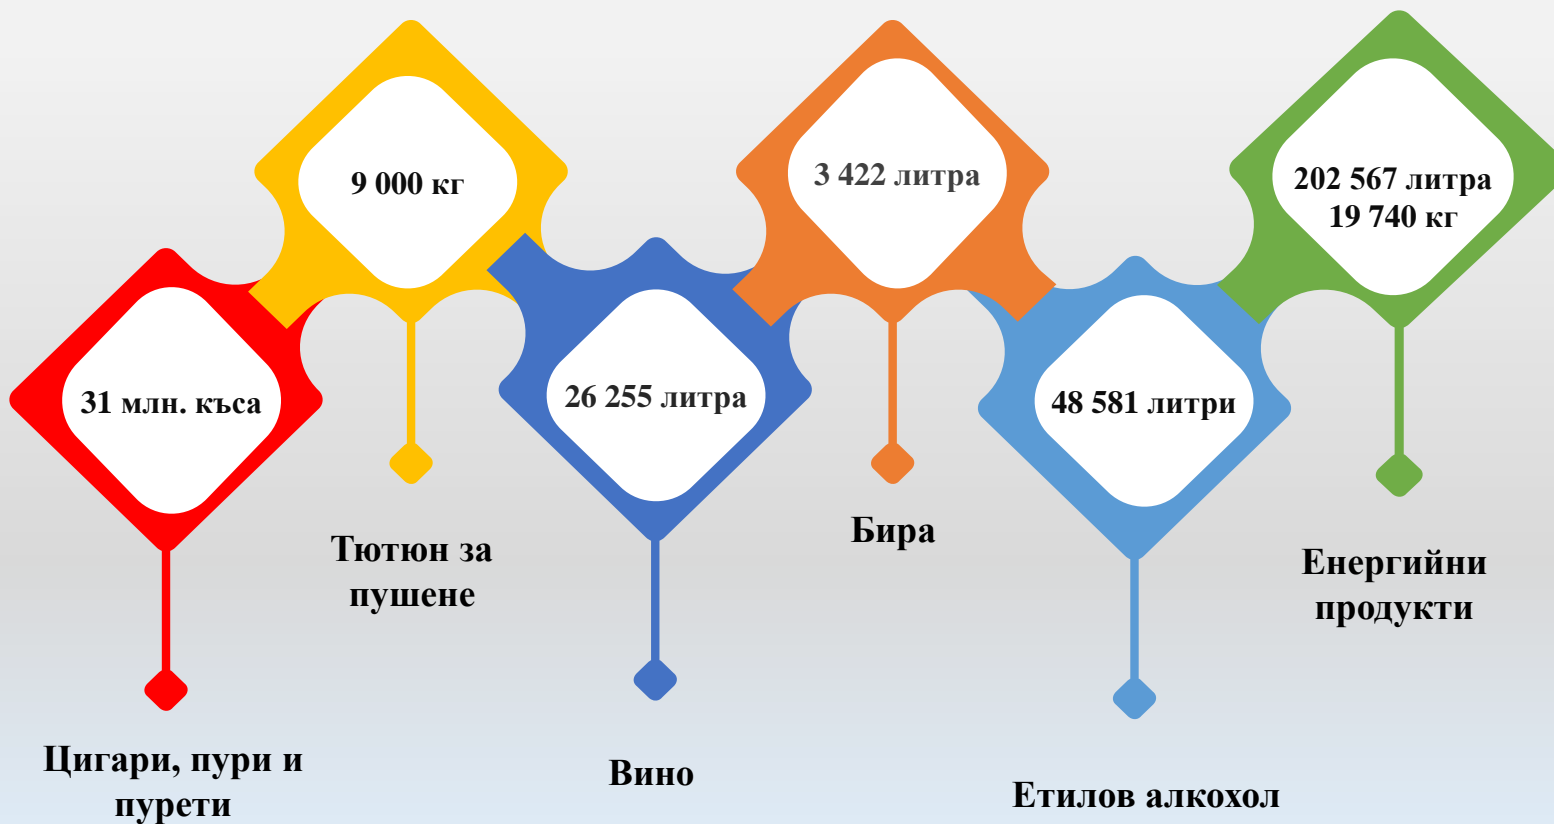 31 млн. къса
Цигари, пури и
пурети
9 000 кг
Тютюн за
пушене
26 255 литра
Вино
3 422 литра
Бира
48 581 литри
Етилов алкохол
202 567 литра
19 740 кг
Енергийни
продукти